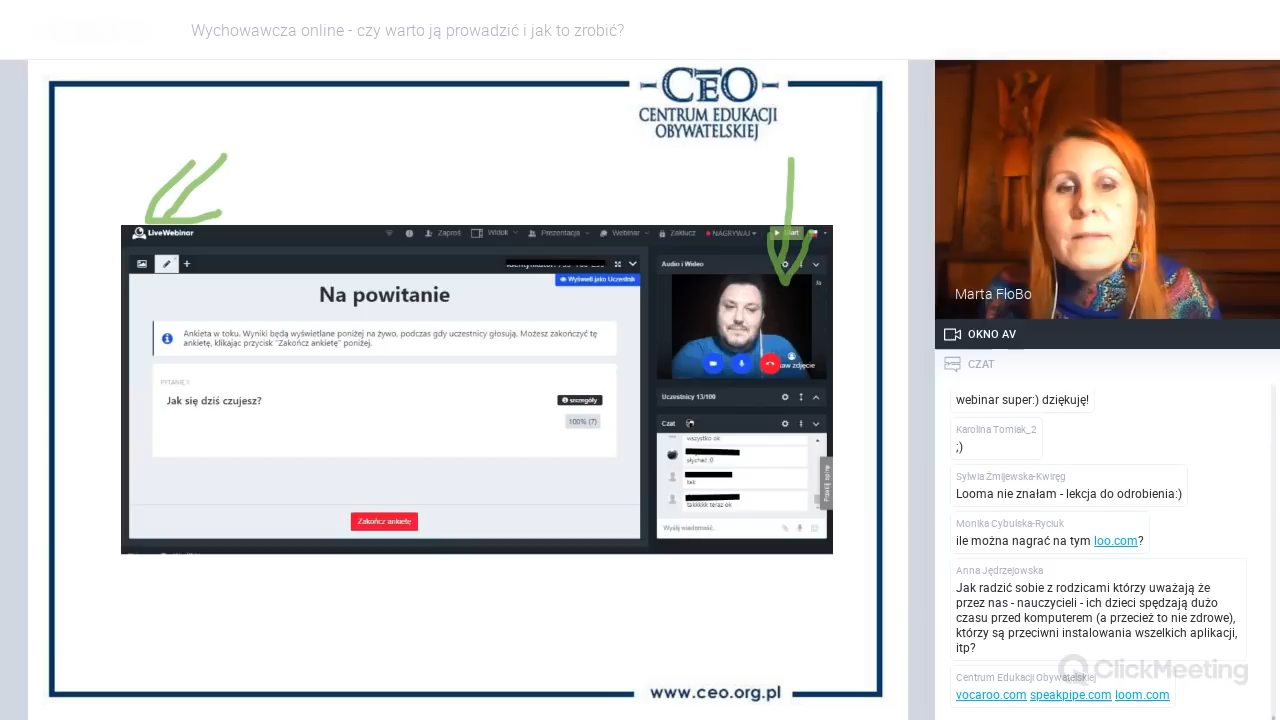 Wychowawcza online - czy warto ją prowadzić i jak to zrobić?
CEO
CENTRUM EDUKACJI
OBYWATELSKIEJ
LiveWebinar
Zaproś
Widok
Prezentacja
Webinar
Zakończ
NAGRYWAJ
Start
Wyświetl jako Uczestnik
Na powitanie
Ankieta w toku. Wyniki będą wyświetlane poniżej na żywo, podczas gdy uczestnicy głosują. Możesz zakończyć tę
ankietę, klikając przycisk "Zakończ ankietę" poniżej.
PYTANIE 1
Jak się dziś czujesz?
szczegóły
100% (7)
Zakończ ankietę
Audio i Wideo
Ja
zdjęcie
Uczestnicy 13/100
Czat
wszystko ok
słychać ;0
tak
takkkkk teraz ok
Wyślij wiadomość..
www.ceo.org.pl
Marta FloBo
OKNO AV
CZAT
webinar super:) dziękuję!
Karolina Tomiak_2
;)
Sylwia Żmijewska-Kwiręg
Looma nie znałam - lekcja do odrobienia:)
Monika Cybulska-Ryciuk
ile można nagrać na tym loo.com?
Anna Jędrzejowska
Jak radzić sobie z rodzicami którzy uważają że
przez nas - nauczycieli - ich dzieci spędzają dużo
czasu przed komputerem (a przecież to nie zdrowe),
którzy są przeciwni instalowania wszelkich aplikacji,
itp?
ClickMeeting
Centrum Edukacji Obywatelskiej
vocaroo.com speakpipe.com loom.com